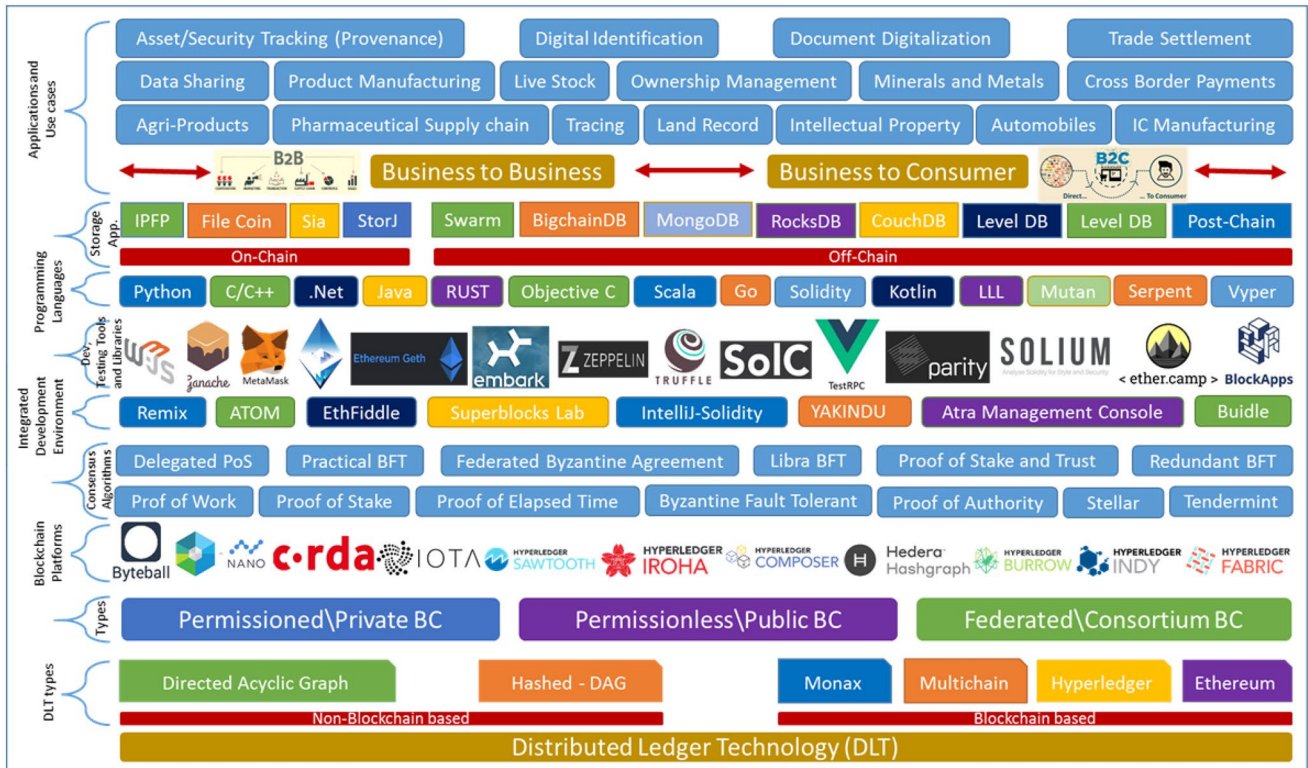 Applications and
Use cases
Asset/Security Tracking (Provenance)
Digital Identification
Document Digitalization
Trade Settlement
Data Sharing
Product Manufacturing
Live Stock
Ownership Management
Minerals and Metals
Cross Border Payments
Agri-Products
Pharmaceutical Supply chain
Tracing
Land Record
Intellectual Property
Automobiles
IC Manufacturing
B2B
Business to Business
Business to Consumer
B2C
Direct...
... To Consumer
Storage
App.
IPFP
File Coin
Sia
StorJ
Swarm
BigchainDB
MongoDB
RocksDB
CouchDB
Level DB
Level DB
Post-Chain
On-Chain
Off-Chain
Programming
Languages
Python
C/C++
.Net
Java
RUST
Objective C
Scala
Go
Solidity
Kotlin
LLL
Mutan
Serpent
Vyper
Dev,
Testing Tools
and Libraries
W3JS
Ganache
MetaMask
Ethereum Geth
embark
ZEPPELIN
TRUFFLE
SolC
TestRPC
parity
SOLIUM
Analyse Solidity for Style and Security
< ether.camp >
BlockApps
Integrated
Development
Environment
Remix
ATOM
EthFiddle
Superblocks Lab
IntelliJ-Solidity
YAKINDU
Atra Management Console
Buidle
Consensus
Algorithms
Delegated PoS
Practical BFT
Federated Byzantine Agreement
Libra BFT
Proof of Stake and Trust
Redundant BFT
Prof of Work
Proof of Stake
Proof of Elapsed Time
Byzantine Fault Tolerant
Proof of Authority
Stellar
Tendermint
Blockchain
Platforms
Byteball
NANO
c·rda
IOTA
HYPERLEDGER
SAWTOOTH
HYPERLEDGER
IROHA
HYPERLEDGER
COMPOSER
H
Hedera
Hashgraph
HYPERLEDGER
BURROW
HYPERLEDGER
INDY
HYPERLEDGER
FABRIC
Types
Permissioned\Private BC
Permissionless\Public BC
Federated\Consortium BC
DLT types
Directed Acyclic Graph
Hashed - DAG
Monax
Multichain
Hyperledger
Ethereum
Non-Blockchain based
Blockchain based
Distributed Ledger Technology (DLT)